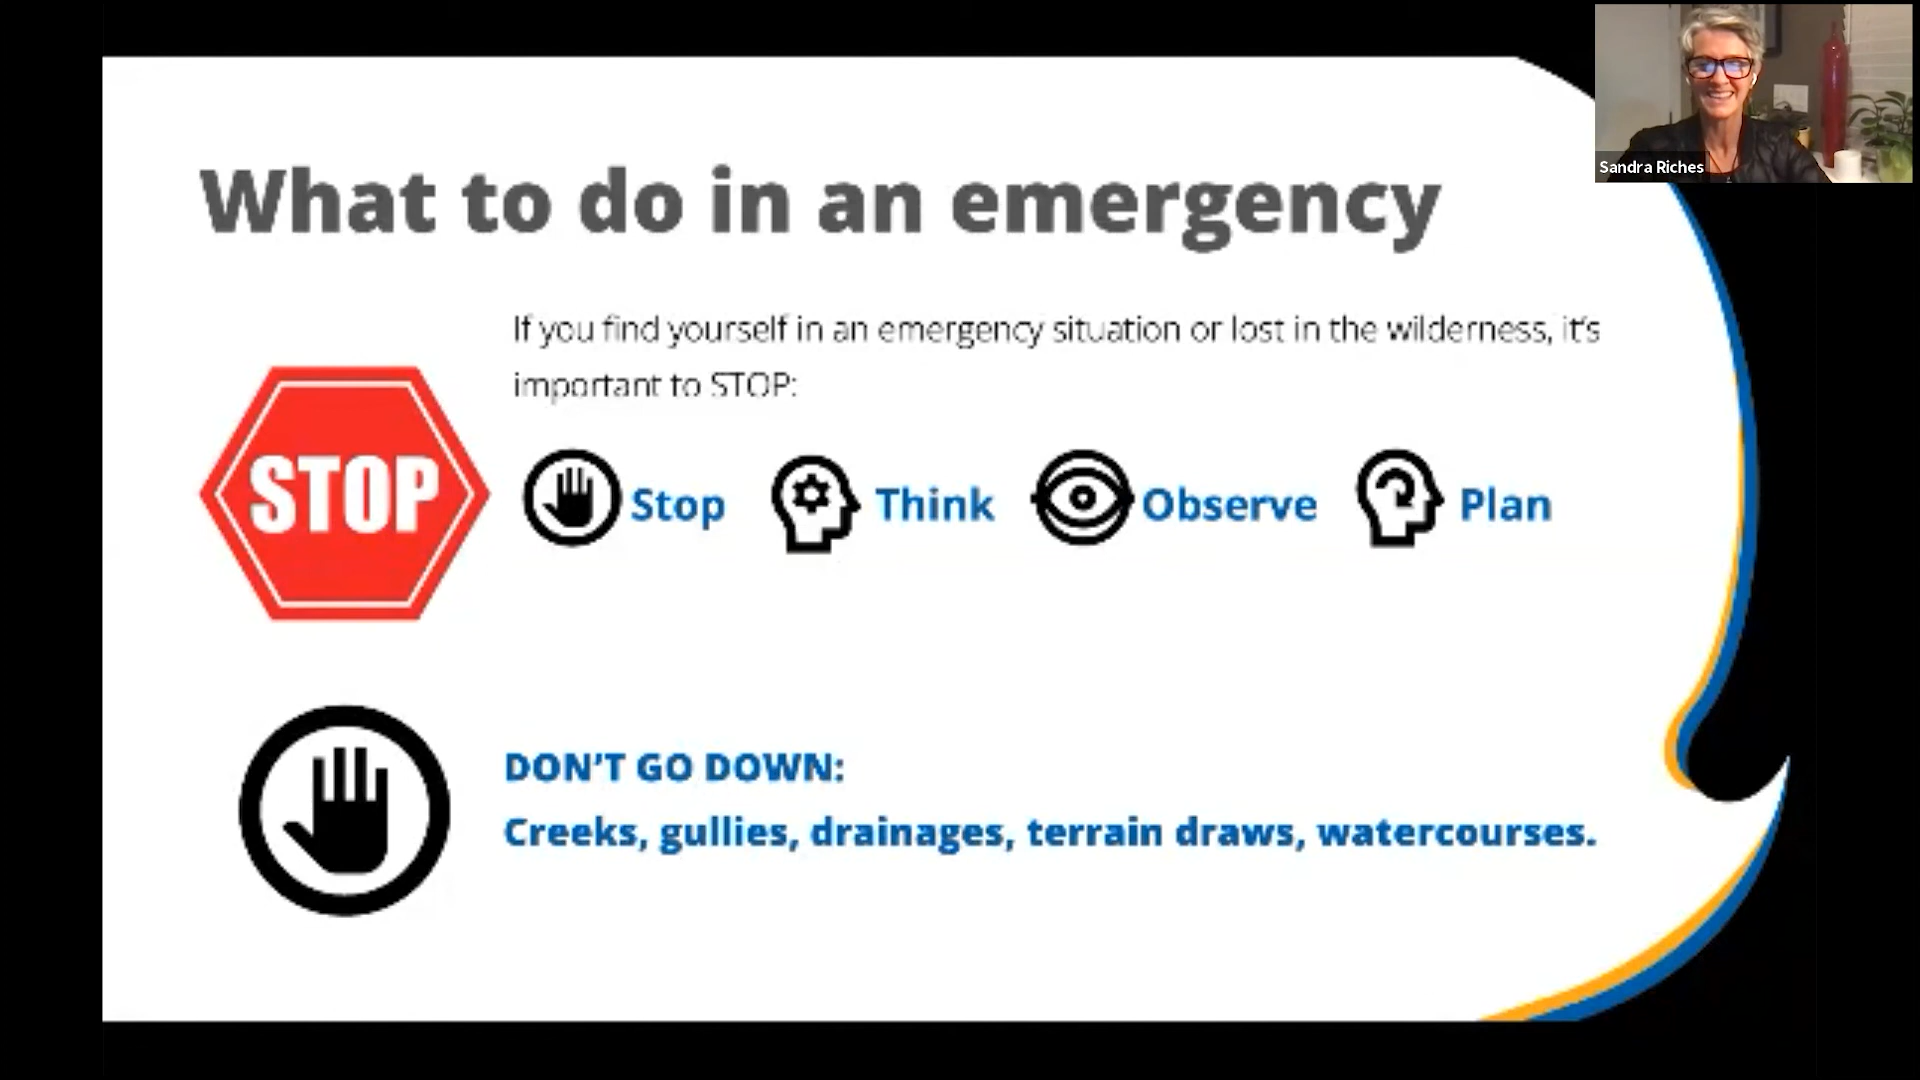 Sandra Riches
What to do in an emergency
If you find yourself in an emergency situation or lost in the wilderness, it's
important to STOP:
STOP
Stop Think Observe Plan
DON'T GO DOWN:
Creeks, gullies, drainages, terrain draws, watercourses.